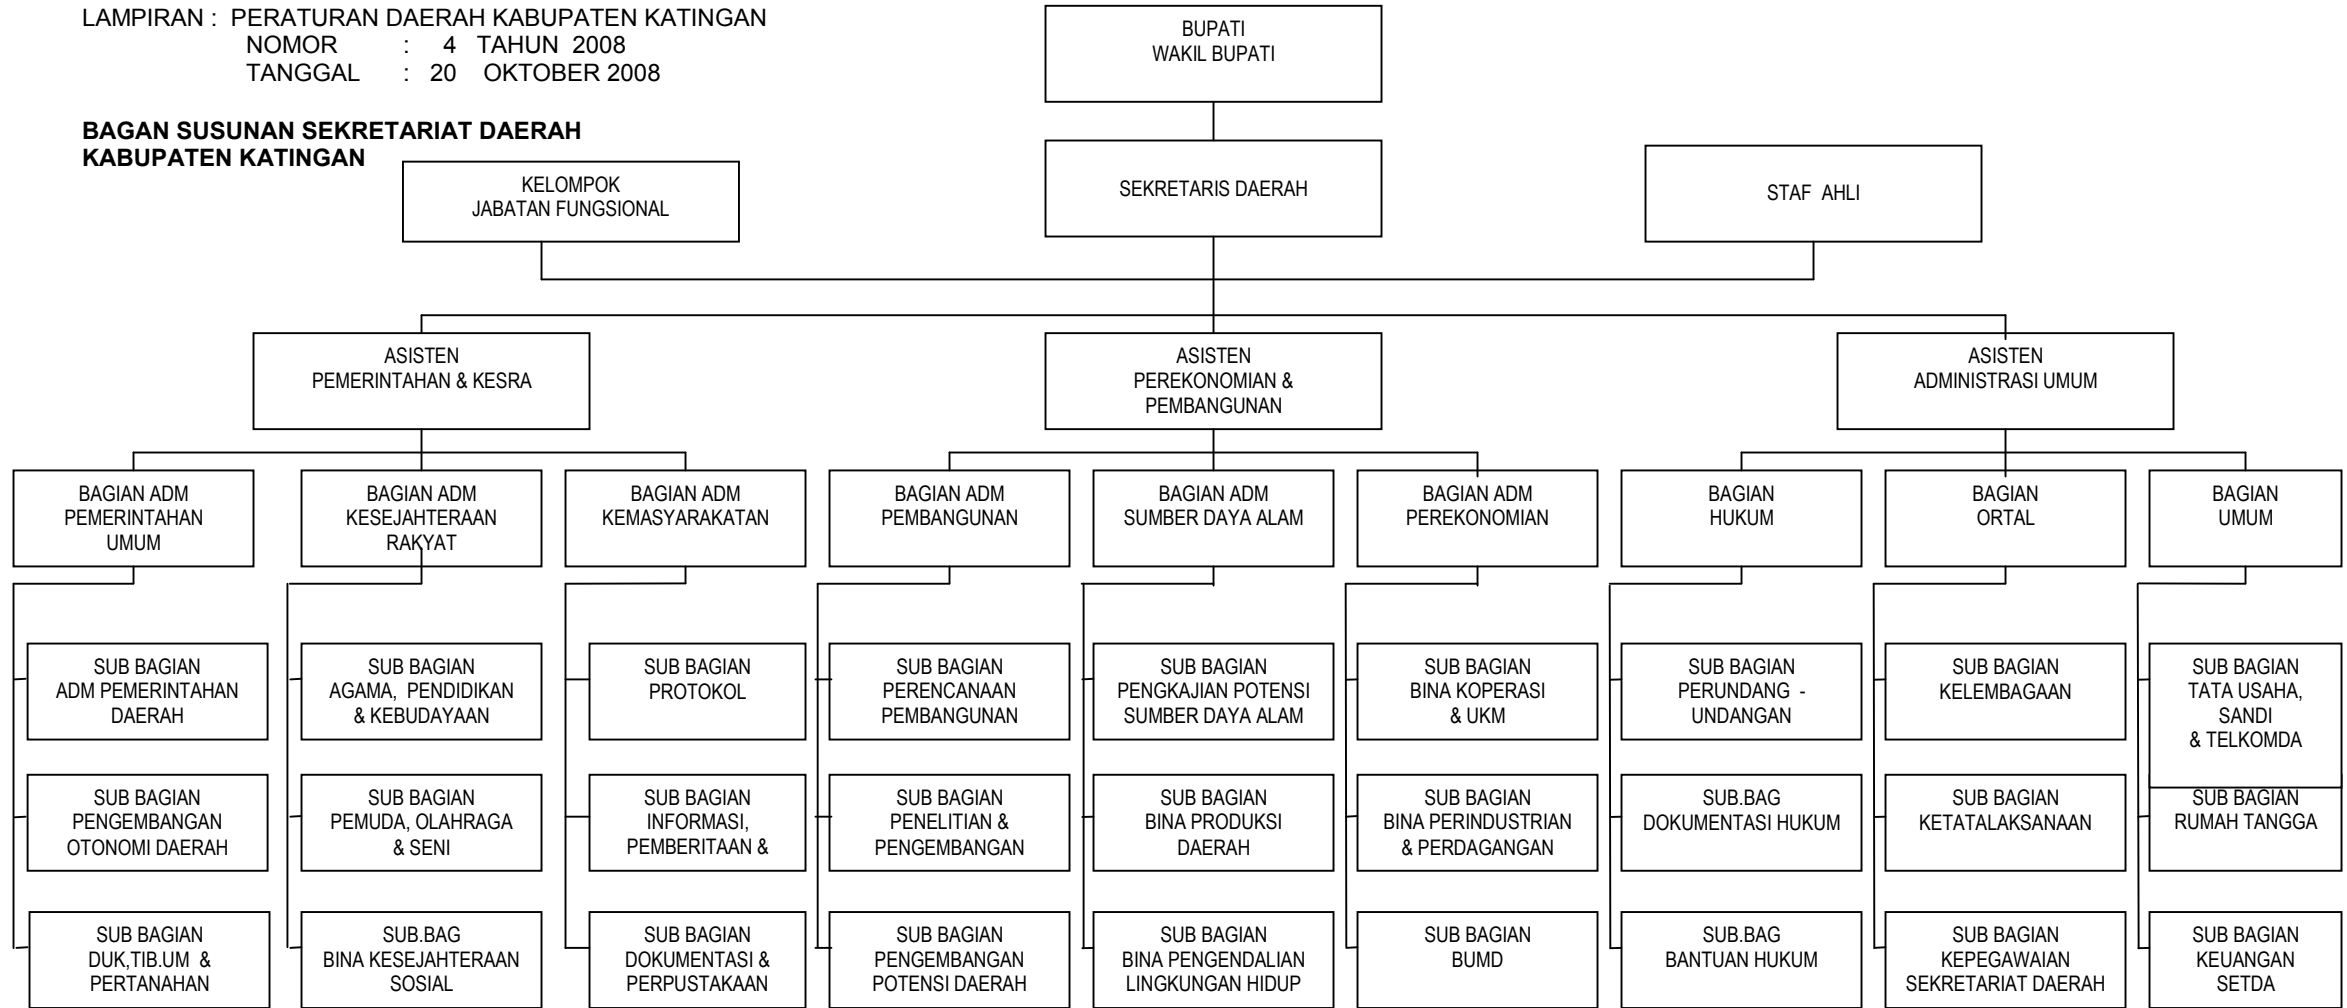 LAMPIRAN : PERATURAN DAERAH KABUPATEN KATINGAN
NOMOR : 4 TAHUN 2008
TANGGAL : 20 OKTOBER 2008
BAGAN SUSUNAN SEKRETARIAT DAERAH
KABUPATEN KATINGAN
BUPATI
WAKIL BUPATI
KELOMPOK
JABATAN FUNGSIONAL
SEKRETARIS DAERAH
STAF AHLI
ASISTEN
PEMERINTAHAN & KESRA
ASISTEN
PEREKONOMIAN &
PEMBANGUNAN
ASISTEN
ADMINISTRASI UMUM
BAGIAN ADM
PEMERINTAHAN
UMUM
BAGIAN ADM
KESEJAHTERAAN
RAKYAT
BAGIAN ADM
KEMASYARAKATAN
BAGIAN ADM
PEMBANGUNAN
BAGIAN ADM
SUMBER DAYA ALAM
BAGIAN ADM
PEREKONOMIAN
BAGIAN
HUKUM
BAGIAN
ORTAL
BAGIAN
UMUM
SUB BAGIAN
ADM PEMERINTAHAN
DAERAH
SUB BAGIAN
AGAMA, PENDIDIKAN
& KEBUDAYAAN
SUB BAGIAN
PROTOKOL
SUB BAGIAN
PERENCANAAN
PEMBANGUNAN
SUB BAGIAN
PENGKAJIAN POTENSI
SUMBER DAYA ALAM
SUB BAGIAN
BINA KOPERASI
& UKM
SUB BAGIAN
PERUNDANG -
UNDANGAN
SUB BAGIAN
KELEMBAGAAN
SUB BAGIAN
TATA USAHA,
SANDI
& TELKOMDA
SUB BAGIAN
PENGEMBANGAN
OTONOMI DAERAH
SUB BAGIAN
PEMUDA, OLAHRAGA
& SENI
SUB BAGIAN
INFORMASI,
PEMBERITAAN &
SUB BAGIAN
PENELITIAN &
PENGEMBANGAN
SUB BAGIAN
BINA PRODUKSI
DAERAH
SUB BAGIAN
BINA PERINDUSTRIAN
& PERDAGANGAN
SUB.BAG
DOKUMENTASI HUKUM
SUB BAGIAN
KETATALAKSANAAN
SUB BAGIAN
RUMAH TANGGA
SUB BAGIAN
DUK,TIB.UM &
PERTANAHAN
SUB.BAG
BINA KESEJAHTERAAN
SOSIAL
SUB BAGIAN
DOKUMENTASI &
PERPUSTAKAAN
SUB BAGIAN
PENGEMBANGAN
POTENSI DAERAH
SUB BAGIAN
BINA PENGENDALIAN
LINGKUNGAN HIDUP
SUB BAGIAN
BUMD
SUB.BAG
BANTUAN HUKUM
SUB BAGIAN
KEPEGAWAIAN
SEKRETARIAT DAERAH
SUB BAGIAN
KEUANGAN
SETDA